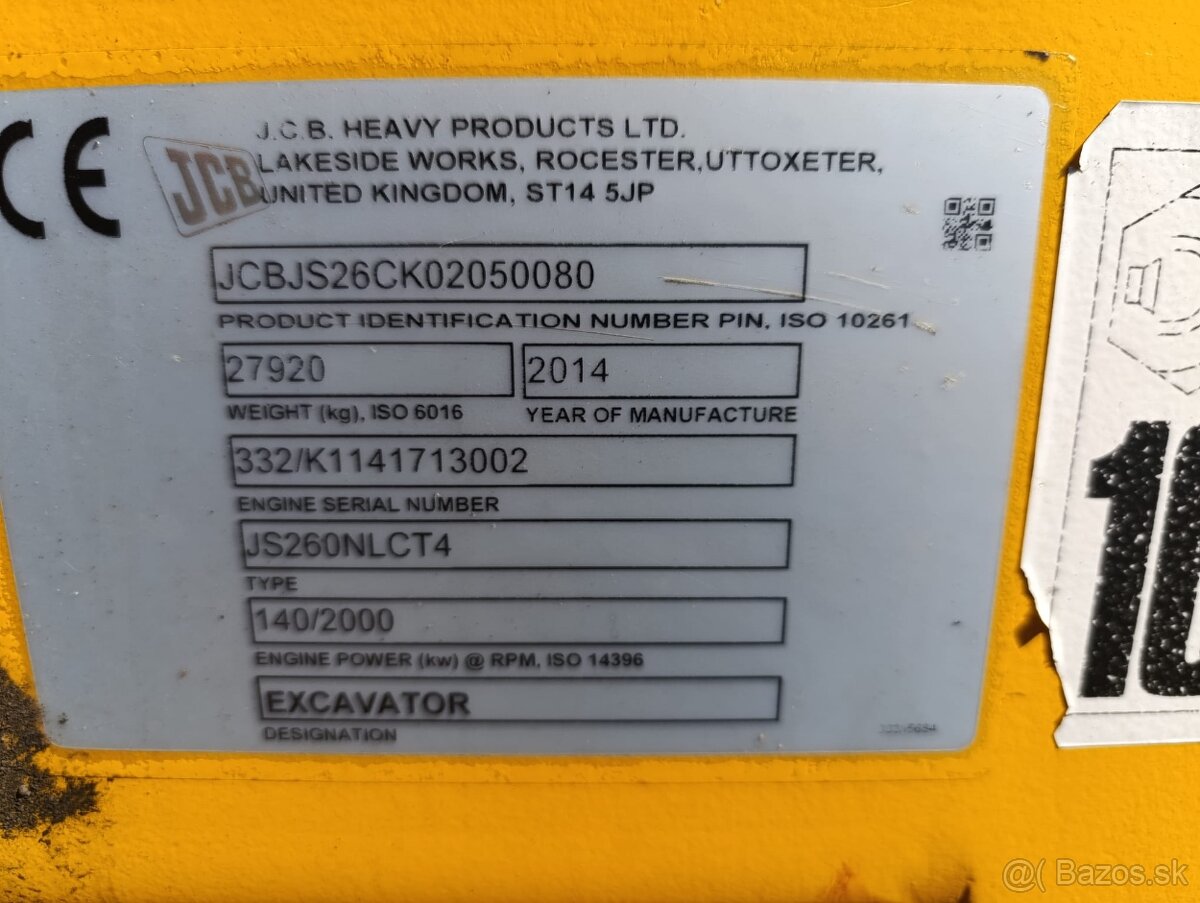 CE
JCB
J.C.B. HEAVY PRODUCTS LTD.
LAKESIDE WORKS, ROCESTER,UTTOXETER,
UNITED KINGDOM, ST14 5JP
JCBJS26CK02050080
PRODUCT IDENTIFICATION NUMBER PIN, ISO 10261
27920
2014
WEIGHT (kg), ISO 6016
YEAR OF MANUFACTURE
332/K1141713002
ENGINE SERIAL NUMBER
JS260NLCT4
TYPE
140/2000
ENGINE POWER (kw) @ RPM, ISO 14396
EXCAVATOR
DESIGNATION
@( Bazos.sk